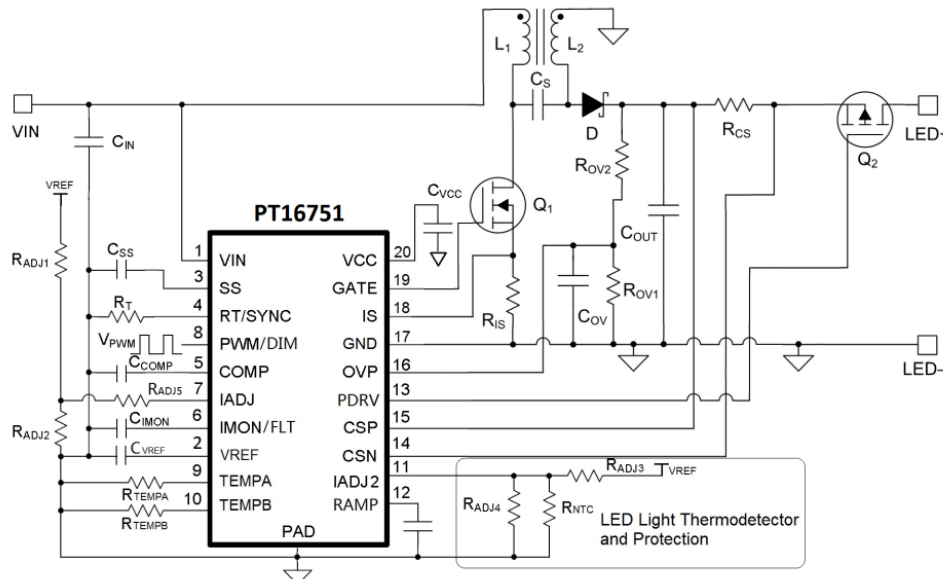 L1
L2
CS
VIN
CIN
D
RCS
LED+
ROV2
Q2
VREF
PT16751
CVCC
Q1
RADJ1
CSS
1 VIN
VCC 20
COUT
3 SS
GATE 19
RT
4 RT/SYNC
IS 18
RIS
COV
ROV1
VPWM
8 PWM/DIM
GND 17
LED-
CCOMP
5 COMP
OVP 16
RADJ5
7 IADJ
PDRV 13
RADJ2
CIMON
6 IMON/FLT
CSP 15
CVREF
2 VREF
CSN 14
9 TEMPA
IADJ2 11
RADJ3
VREF
RTEMPA
10 TEMPB
RAMP 12
RADJ4
RNTC
LED Light Thermodetector
and Protection
RTEMPB
PAD